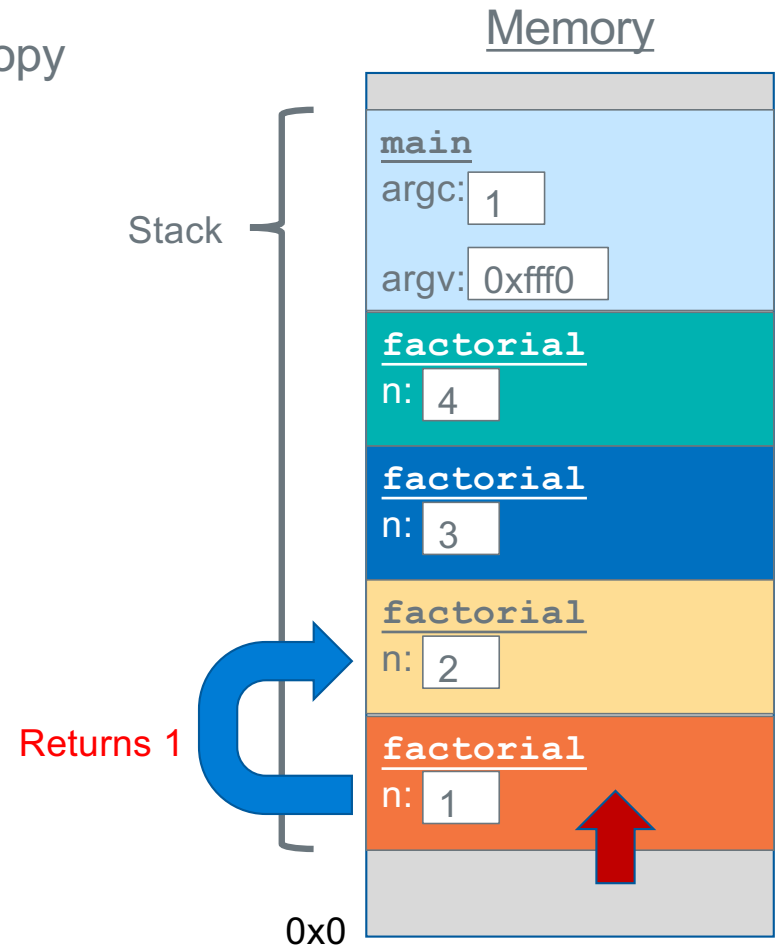 opy
Memory
main
argc: 1
Stack
argv: 0xfff0
factorial
n: 4
factorial
n: 3
factorial
n: 2
Returns 1
factorial
n: 1
0x0